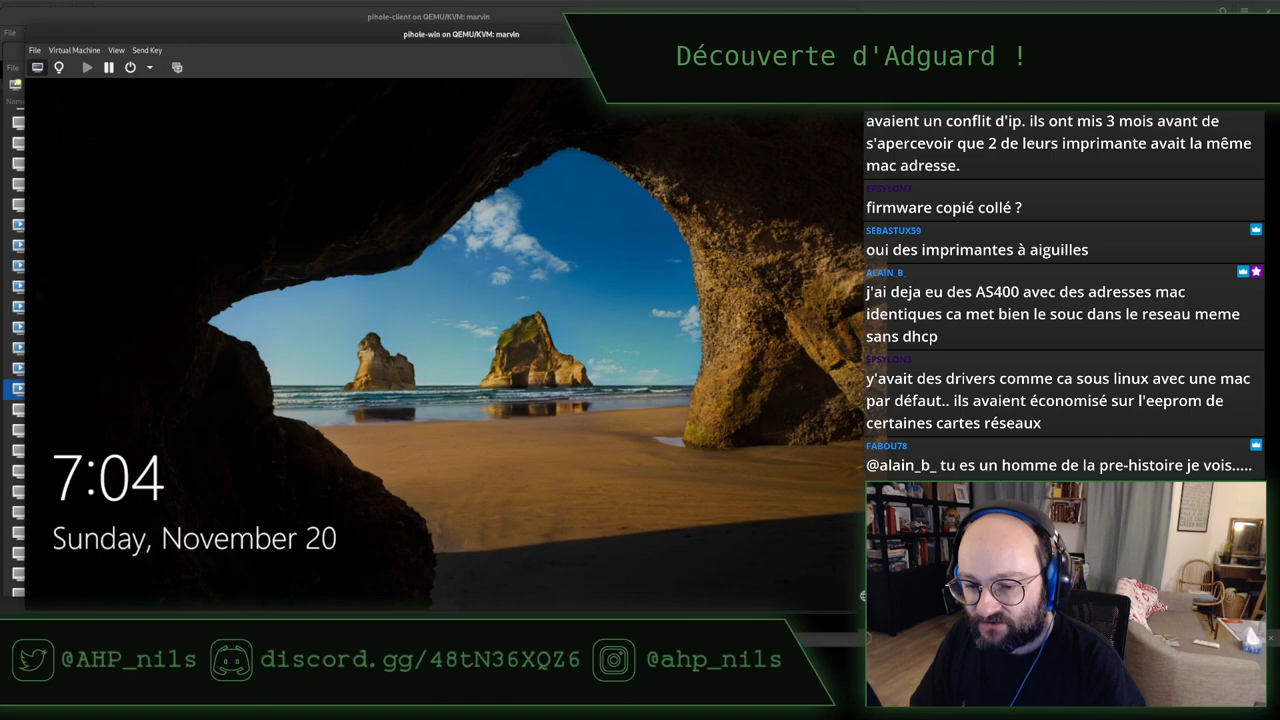 pihole-client on QEMU/KVM: marvin
File
pihole-win on QEMU/KVM: marvin
File Virtual Machine View Send Key
File
Nam
Découverte d'Adguard !
avaient un conflit d'ip. ils ont mis 3 mois avant de
s'apercevoir que 2 de leurs imprimante avait la même
mac adresse.
EPSYLON3
firmware copié collé ?
SEBASTUX59
oui des imprimantes à aiguilles
ALAIN_B_
j'ai deja eu des AS400 avec des adresses mac
identiques ca met bien le souc dans le reseau meme
sans dhcp
EPSYLON3
y'avait des drivers comme ca sous linux avec une mac
par défaut.. ils avaient économisé sur l'eeprom de
certaines cartes réseaux
FABOU78
@alain_b_ tu es un homme de la pre-histoire je vois.....
7:04
Sunday, November 20
@AHP_nils discord.gg/48tN36XQZ6 @ahp_nils